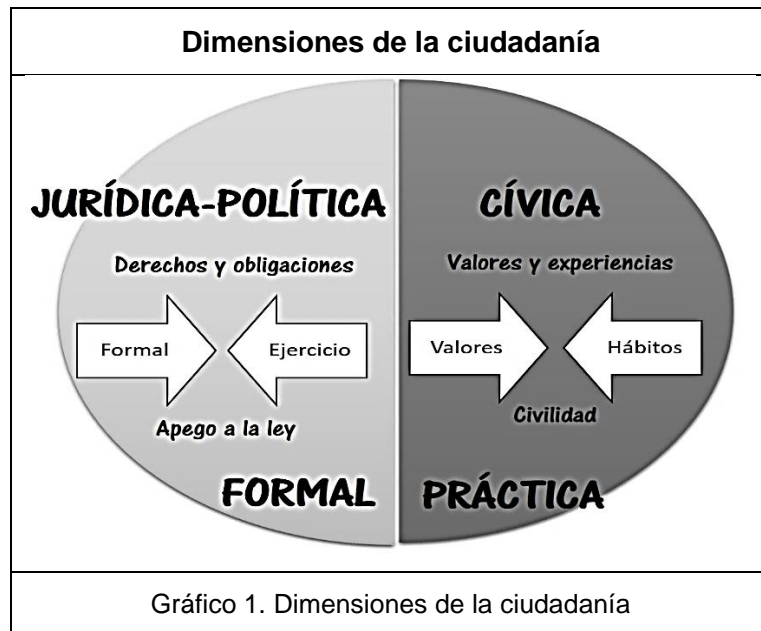 Dimensiones de la ciudadanía
JURÍDICA-POLÍTICA
Derechos y obligaciones
Formal
Ejercicio
Apego a la ley
FORMAL
CÍVICA
Valores y experiencias
Valores
Hábitos
Civilidad
PRÁCTICA
Gráfico 1. Dimensiones de la ciudadanía